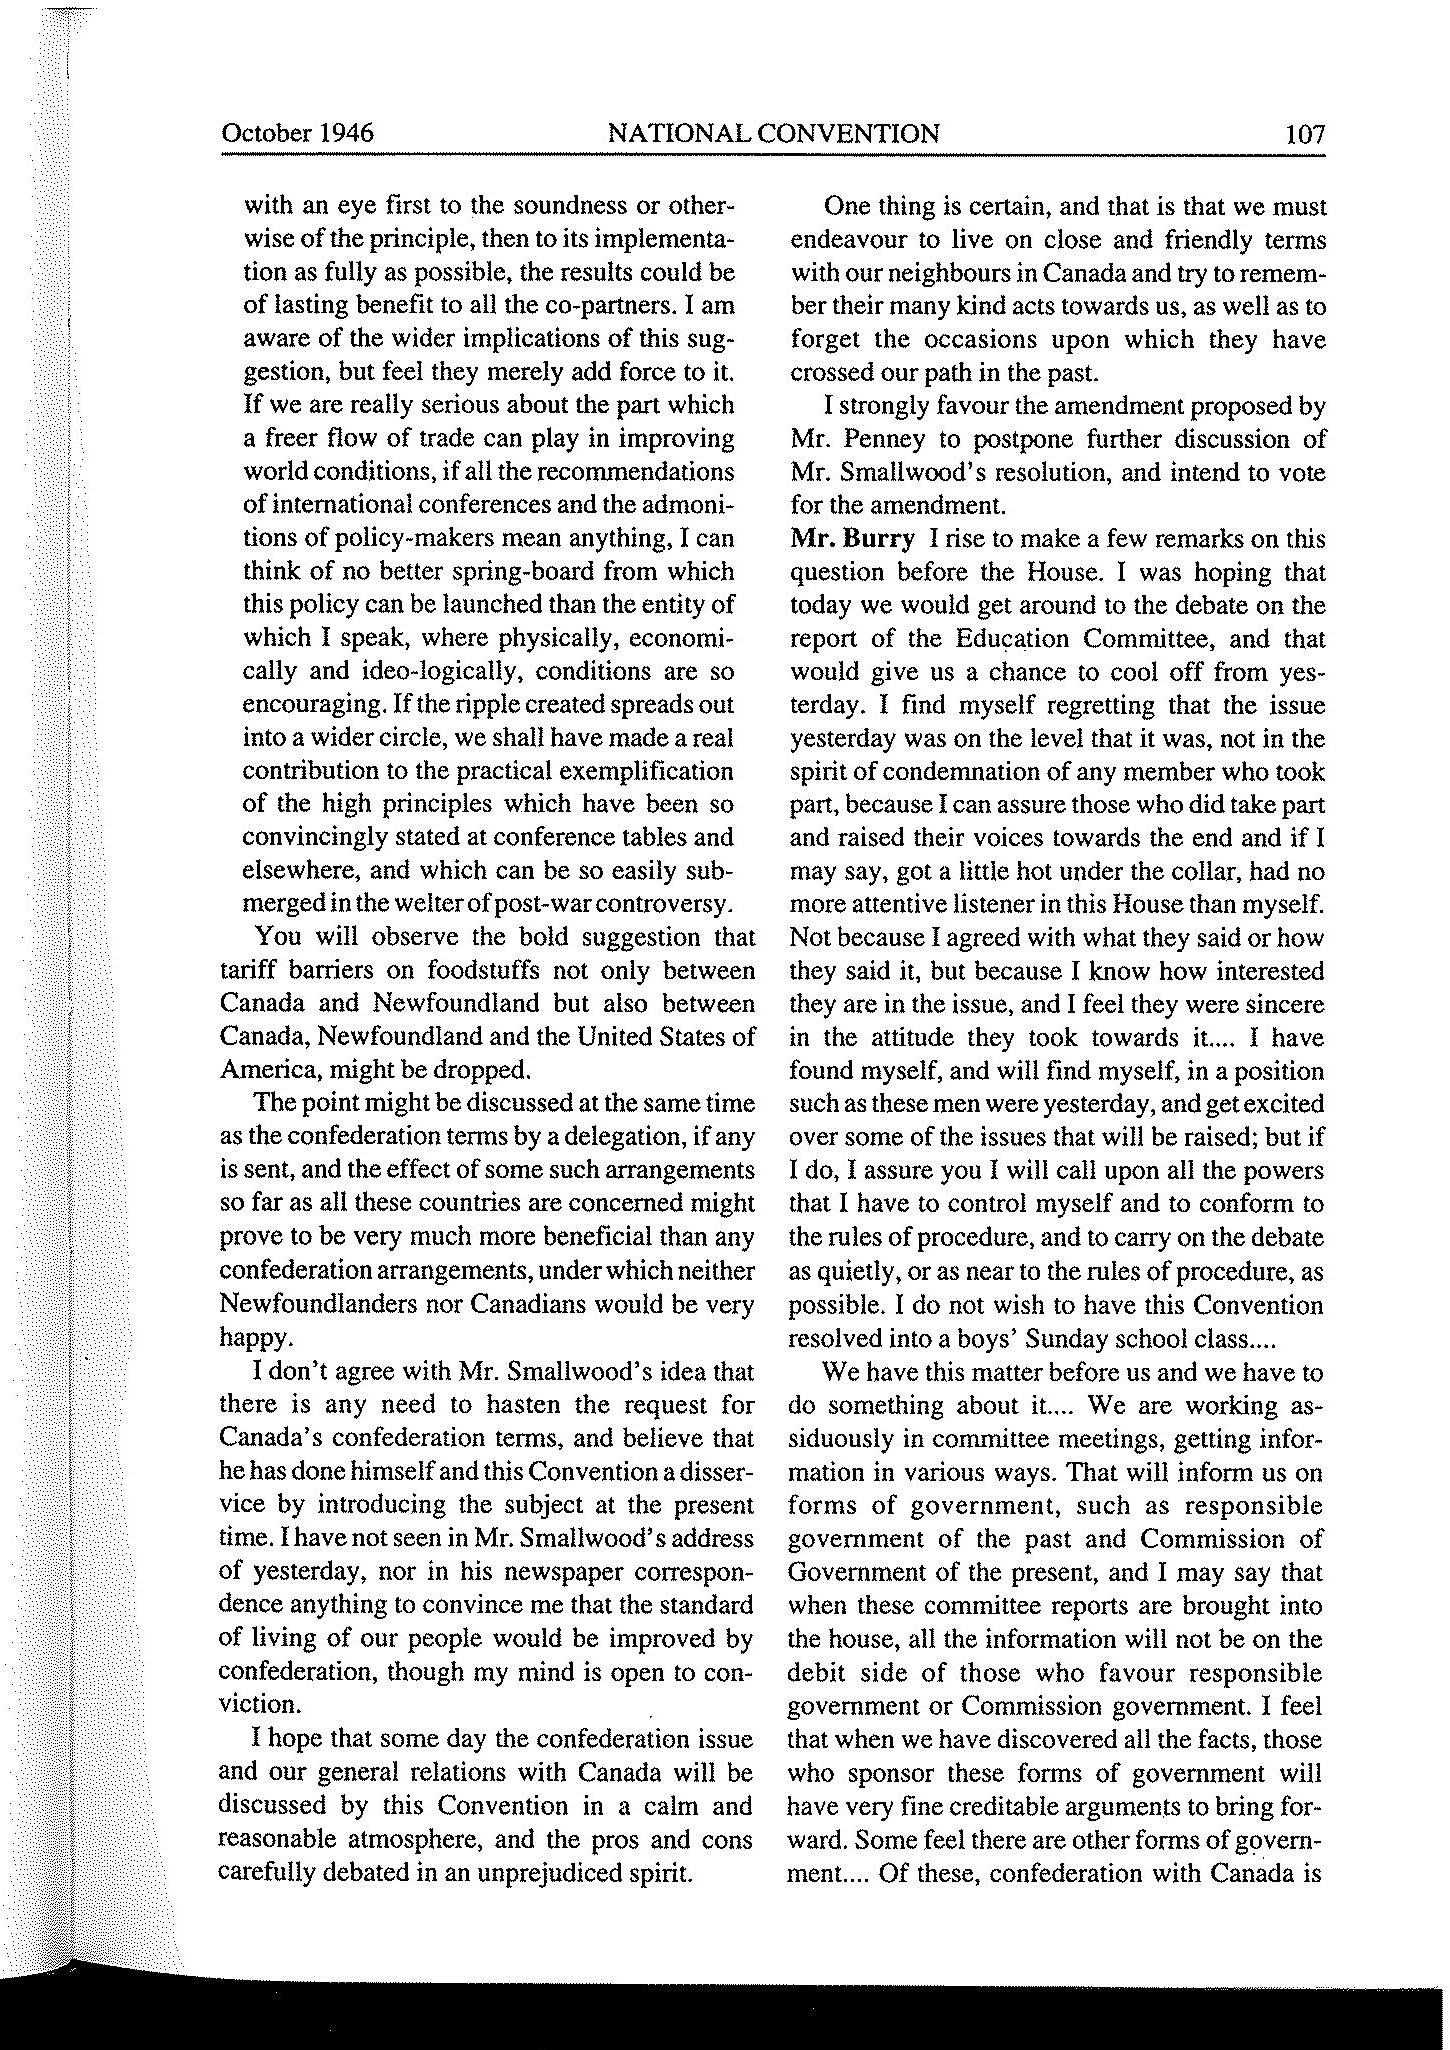 October 1946 NATIONAL CONVENTION 107
with an eye first to the soundness or other-
wise of the principle, then to its implementa-
tion as fully as possible, the results could be
of lasting benefit to all the co-partners. I am
aware of the wider implications of this sug-
gestion, but feel they merely add force to it.
If we are really serious about the part which
a freer flow of trade can play in improving
world conditions, if all the recommendations
of international conferences and the admoni-
tions of policy-makers mean anything, I can
think of no better spring-board from which
this policy can be launched than the entity of
which I speak, where physically, economi-
cally and ideo-logically, conditions are so
encouraging. If the ripple created spreads out
into a wider circle, we shall have made a real
contribution to the practical exemplification
of the high principles which have been so
convincingly stated at conference tables and
elsewhere, and which can be so easily sub-
merged in the welter of post-war controversy.
You will observe the bold suggestion that
tariff barriers on foodstuffs not only between
Canada and Newfoundland but also between
Canada, Newfoundland and the United States of
America, might be dropped.
The point might be discussed at the same time
as the confederation terms by a delegation, if any
is sent, and the effect of some such arrangements
so far as all these countries are concerned might
prove to be very much more beneficial than any
confederation arrangements, under which neither
Newfoundlanders nor Canadians would be very
happy.
I don't agree with Mr. Smallwood's idea that
there is any need to hasten the request for
Canada's confederation terms, and believe that
he has done himself and this Convention a disser-
vice by introducing the subject at the present
time. I have not seen in Mr. Smallwood's address
of yesterday, nor in his newspaper correspon-
dence anything to convince me that the standard
of living of our people would be improved by
confederation, though my mind is open to con-
viction.
I hope that some day the confederation issue
and our general relations with Canada will be
discussed by this Convention in a calm and
reasonable atmosphere, and the pros and cons
carefully debated in an unprejudiced spirit.
One thing is certain, and that is that we must
endeavour to live on close and friendly terms
with our neighbours in Canada and try to remem-
ber their many kind acts towards us, as well as to
forget the occasions upon which they have
crossed our path in the past.
I strongly favour the amendment proposed by
Mr. Penney to postpone further discussion of
Mr. Smallwood's resolution, and intend to vote
for the amendment.
Mr. Burry I rise to make a few remarks on this
question before the House. I was hoping that
today we would get around to the debate on the
report of the Education Committee, and that
would give us a chance to cool off from yes-
terday. I find myself regretting that the issue
yesterday was on the level that it was, not in the
spirit of condemnation of any member who took
part, because I can assure those who did take part
and raised their voices towards the end and if I
may say, got a little hot under the collar, had no
more attentive listener in this House than myself.
Not because I agreed with what they said or how
they said it, but because I know how interested
they are in the issue, and I feel they were sincere
in the attitude they took towards it.... I have
found myself, and will find myself, in a position
such as these men were yesterday, and get excited
over some of the issues that will be raised; but if
I do, I assure you I will call upon all the powers
that I have to control myself and to conform to
the rules of procedure, and to carry on the debate
as quietly, or as near to the rules of procedure, as
possible. I do not wish to have this Convention
resolved into a boys' Sunday school class....
We have this matter before us and we have to
do something about it.... We are working as-
siduously in committee meetings, getting infor-
mation in various ways. That will inform us on
forms of government, such as responsible
government of the past and Commission of
Government of the present, and I may say that
when these committee reports are brought into
the house, all the information will not be on the
debit side of those who favour responsible
government or Commission government. I feel
that when we have discovered all the facts, those
who sponsor these forms of government will
have very fine creditable arguments to bring for-
ward. Some feel there are other forms of govern-
ment.... Of these, confederation with Canada is